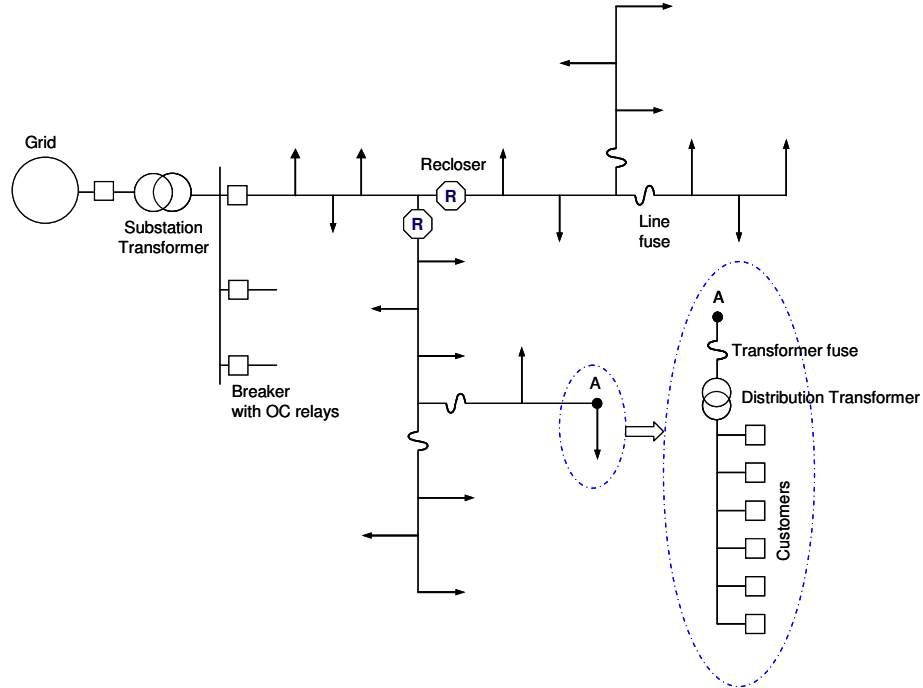 Grid
Recloser
R
R
Substation
Transformer
Line
fuse
A
Transformer fuse
A
Breaker
with OC relays
Distribution Transformer
Customers